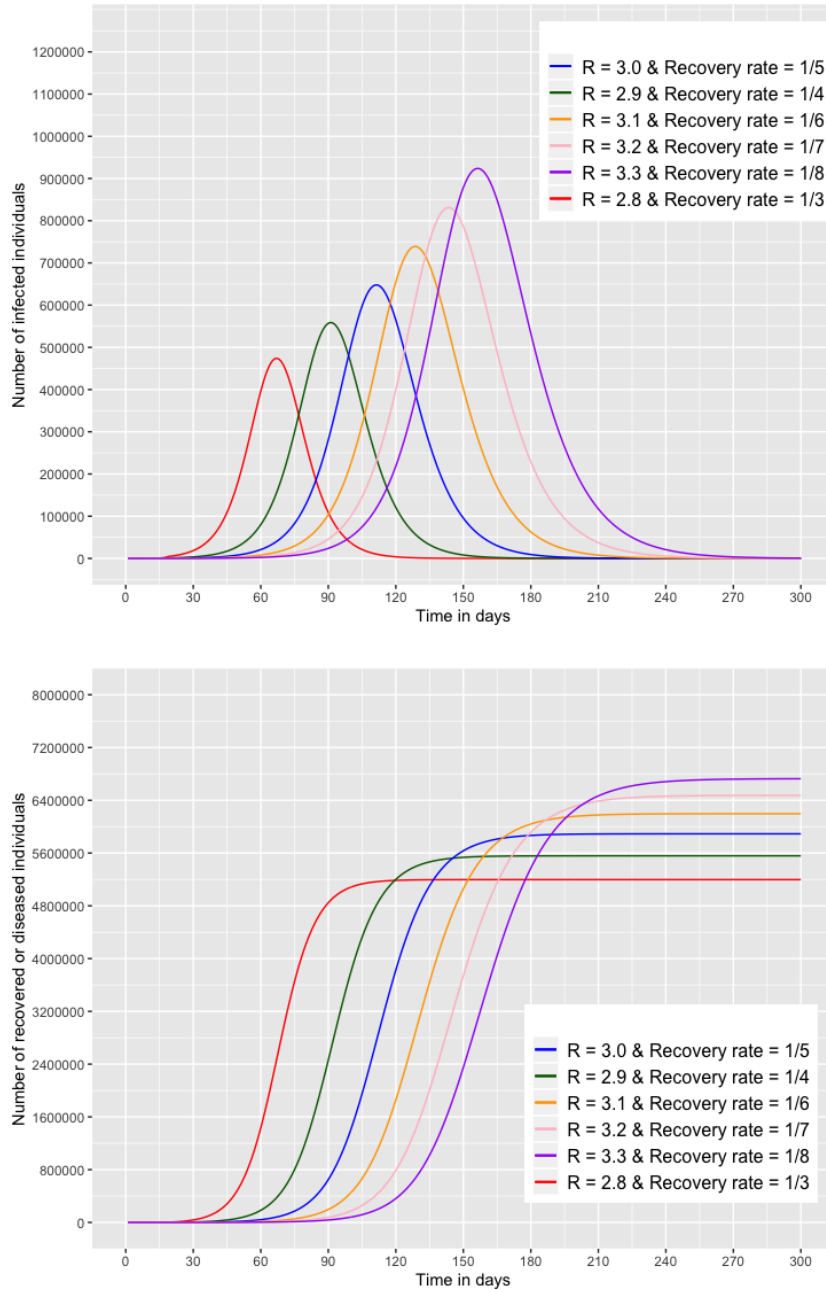 Number of infected individuals
1200000
1100000
1000000
900000
800000
700000
600000
500000
400000
300000
200000
100000
0
R = 3.0 & Recovery rate = 1/5
R = 2.9 & Recovery rate = 1/4
R = 3.1 & Recovery rate = 1/6
R = 3.2 & Recovery rate = 1/7
R = 3.3 & Recovery rate = 1/8
R = 2.8 & Recovery rate = 1/3
0 30 60 90 120 150 180 210 240 270 300
Time in days
Number of recovered or diseased individuals
8000000
7200000
6400000
5600000
4800000
4000000
3200000
2400000
1600000
800000
0
R = 3.0 & Recovery rate = 1/5
R = 2.9 & Recovery rate = 1/4
R = 3.1 & Recovery rate = 1/6
R = 3.2 & Recovery rate = 1/7
R = 3.3 & Recovery rate = 1/8
R = 2.8 & Recovery rate = 1/3
0 30 60 90 120 150 180 210 240 270 300
Time in days